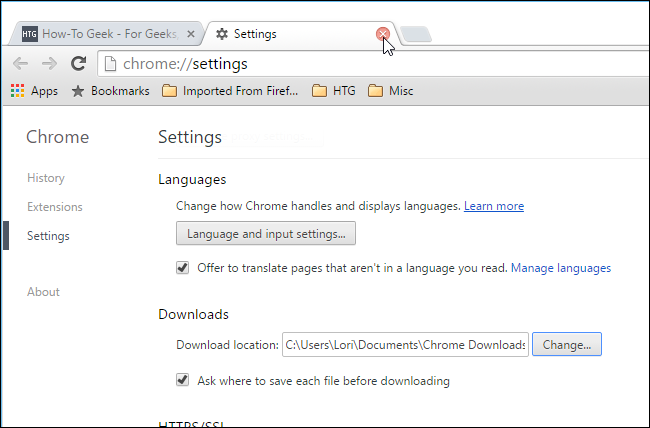 HTG How-To Geek - For Geeks,
Settings
chrome://settings
Apps Bookmarks Imported From Firef... HTG Misc
Chrome
Settings
History
Extensions
Settings
About
Languages
Change how Chrome handles and displays languages. Learn more
Language and input settings...
Offer to translate pages that aren't in a language you read. Manage languages
Downloads
Download location: C:\Users\Lori\Documents\Chrome Downloads Change...
Ask where to save each file before downloading
HTTPS/SSL